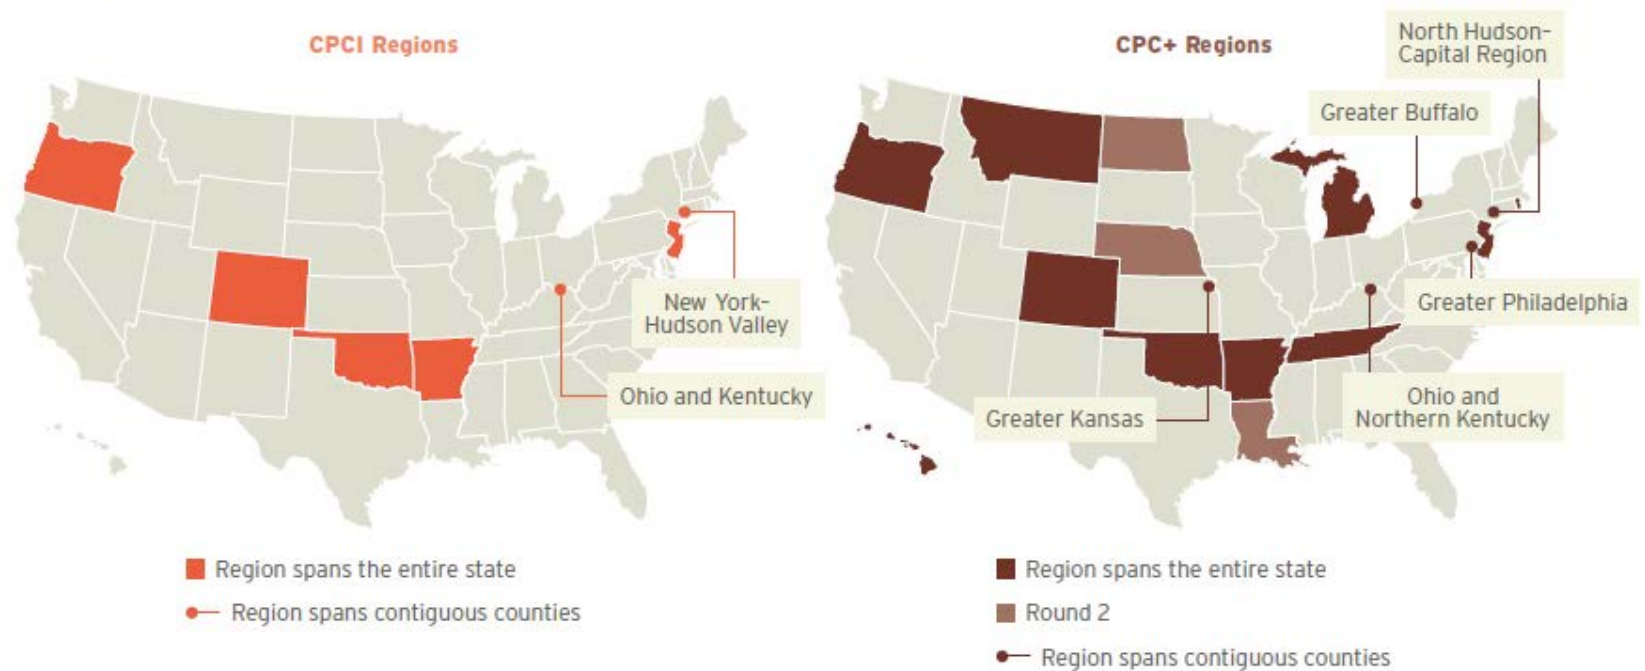 CPCI Regions
New York-
Hudson Valley
Ohio and Kentucky
Region spans the entire state
Region spans contiguous counties
CPC+ Regions
North Hudson-
Capital Region
Greater Buffalo
Greater Philadelphia
Greater Kansas
Ohio and
Northern Kentucky
Region spans the entire state
Round 2
Region spans contiguous counties